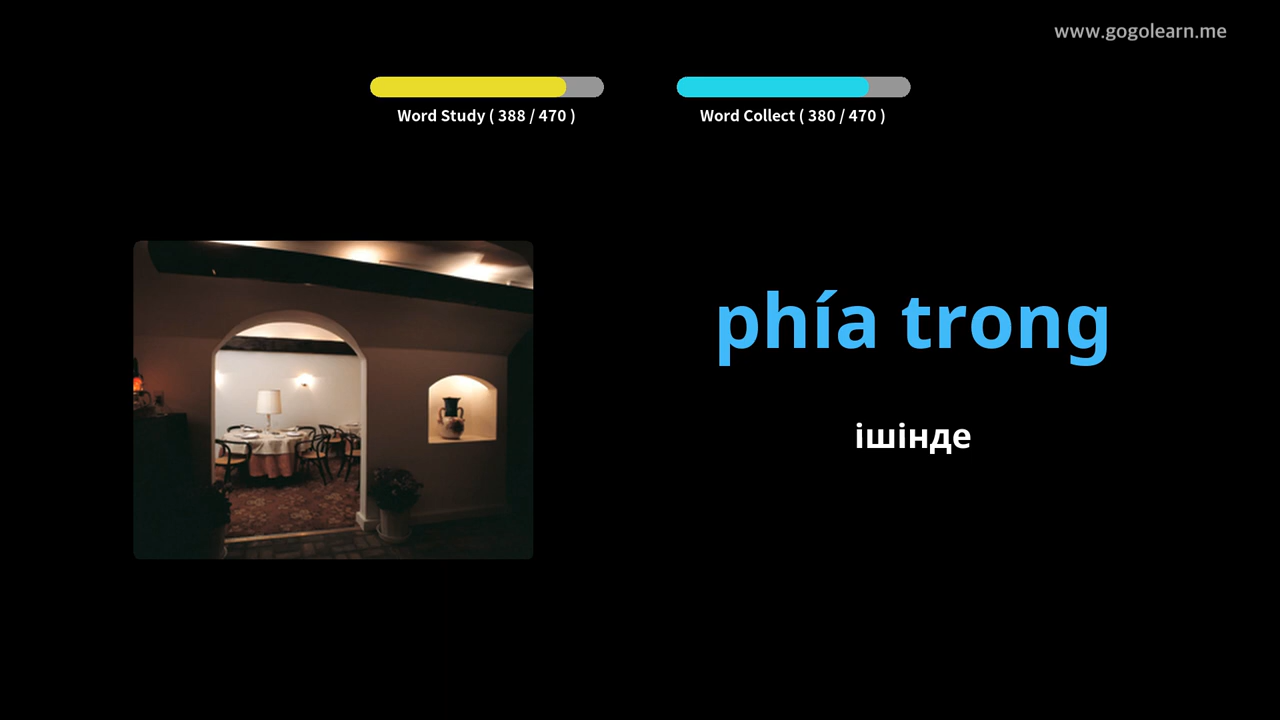 www.gogolearn.me
Word Study ( 388 / 470 )
Word Collect ( 380 / 470 )
phía trong
ішінде